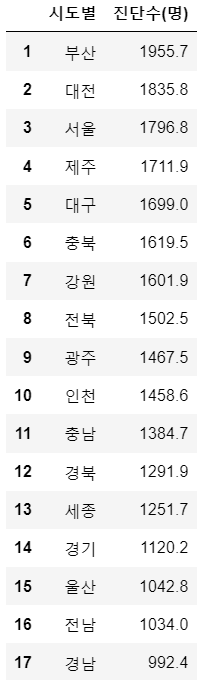 시도별 진단수(명)
1 부산 1955.7
2 대전 1835.8
3 서울 1796.8
4 제주 1711.9
5 대구 1699.0
6 충북 1619.5
7 강원 1601.9
8 전북 1502.5
9 광주 1467.5
10 인천 1458.6
11 충남 1384.7
12 경북 1291.9
13 세종 1251.7
14 경기 1120.2
15 울산 1042.8
16 전남 1034.0
17 경남 992.4